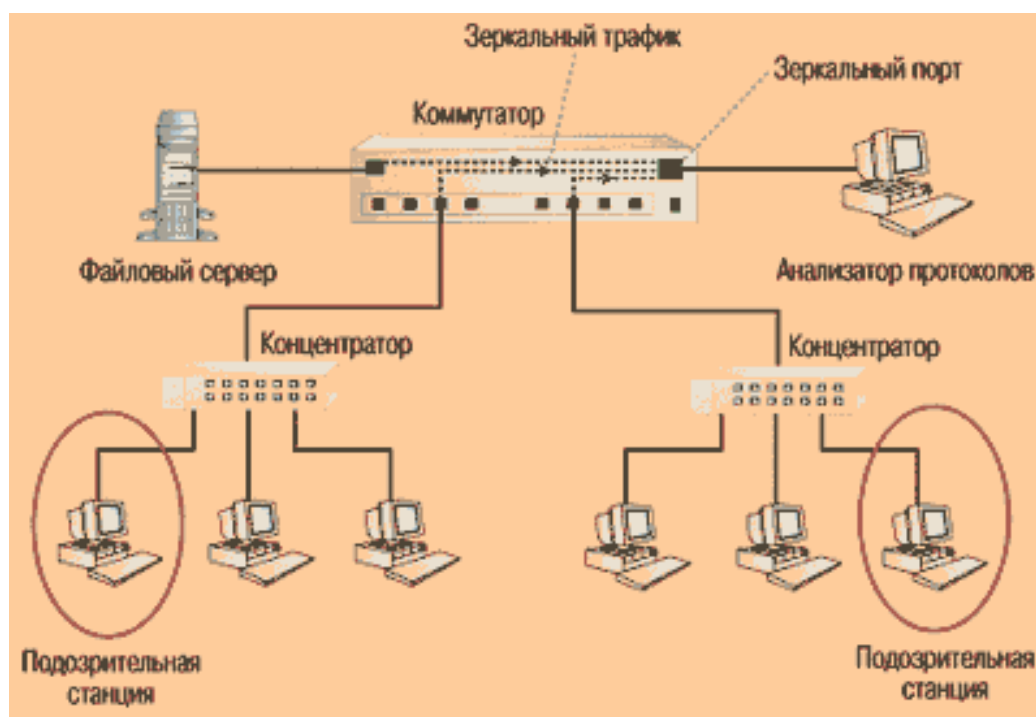 Зеркальный трафик
Зеркальный порт
Коммутатор
Файловый сервер
Анализатор протоколов
Концентратор
Концентратор
Подозрительная
станция
Подозрительная
станция